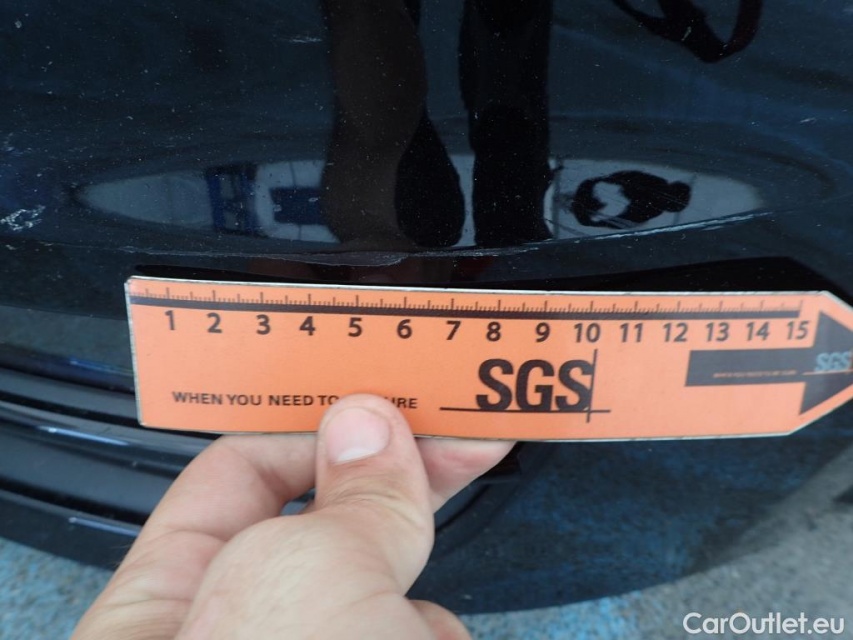 1 2 3 4 5 6 7 8 9 10 11 12 13 14 15
SGS
SGS
WHEN YOU NEED TO URE
CarOutlet.eu